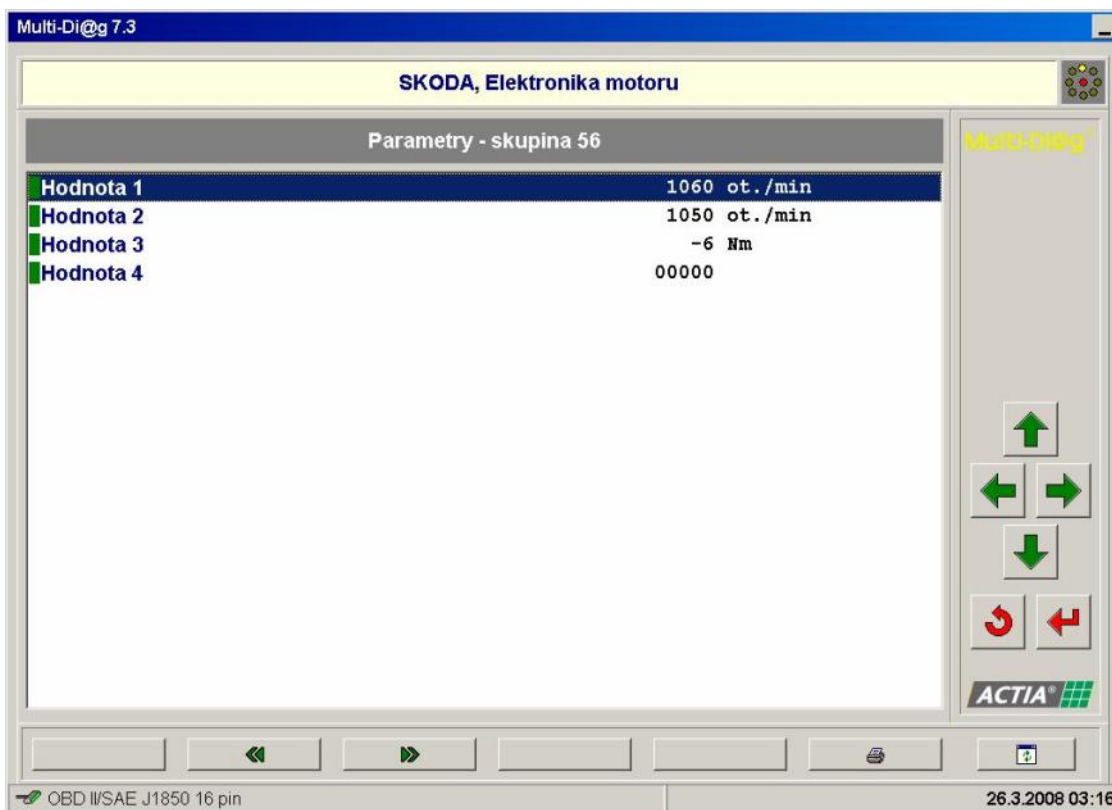 Multi-Di@g 7.3
SKODA, Elektronika motoru
Parametry - skupina 56
Multi-Di@g
Hodnota 1 1060 ot./min
Hodnota 2 1050 ot./min
Hodnota 3 -6 Nm
Hodnota 4 00000
ACTIA®
OBD II/SAE J1850 16 pin 26.3.2008 03:16